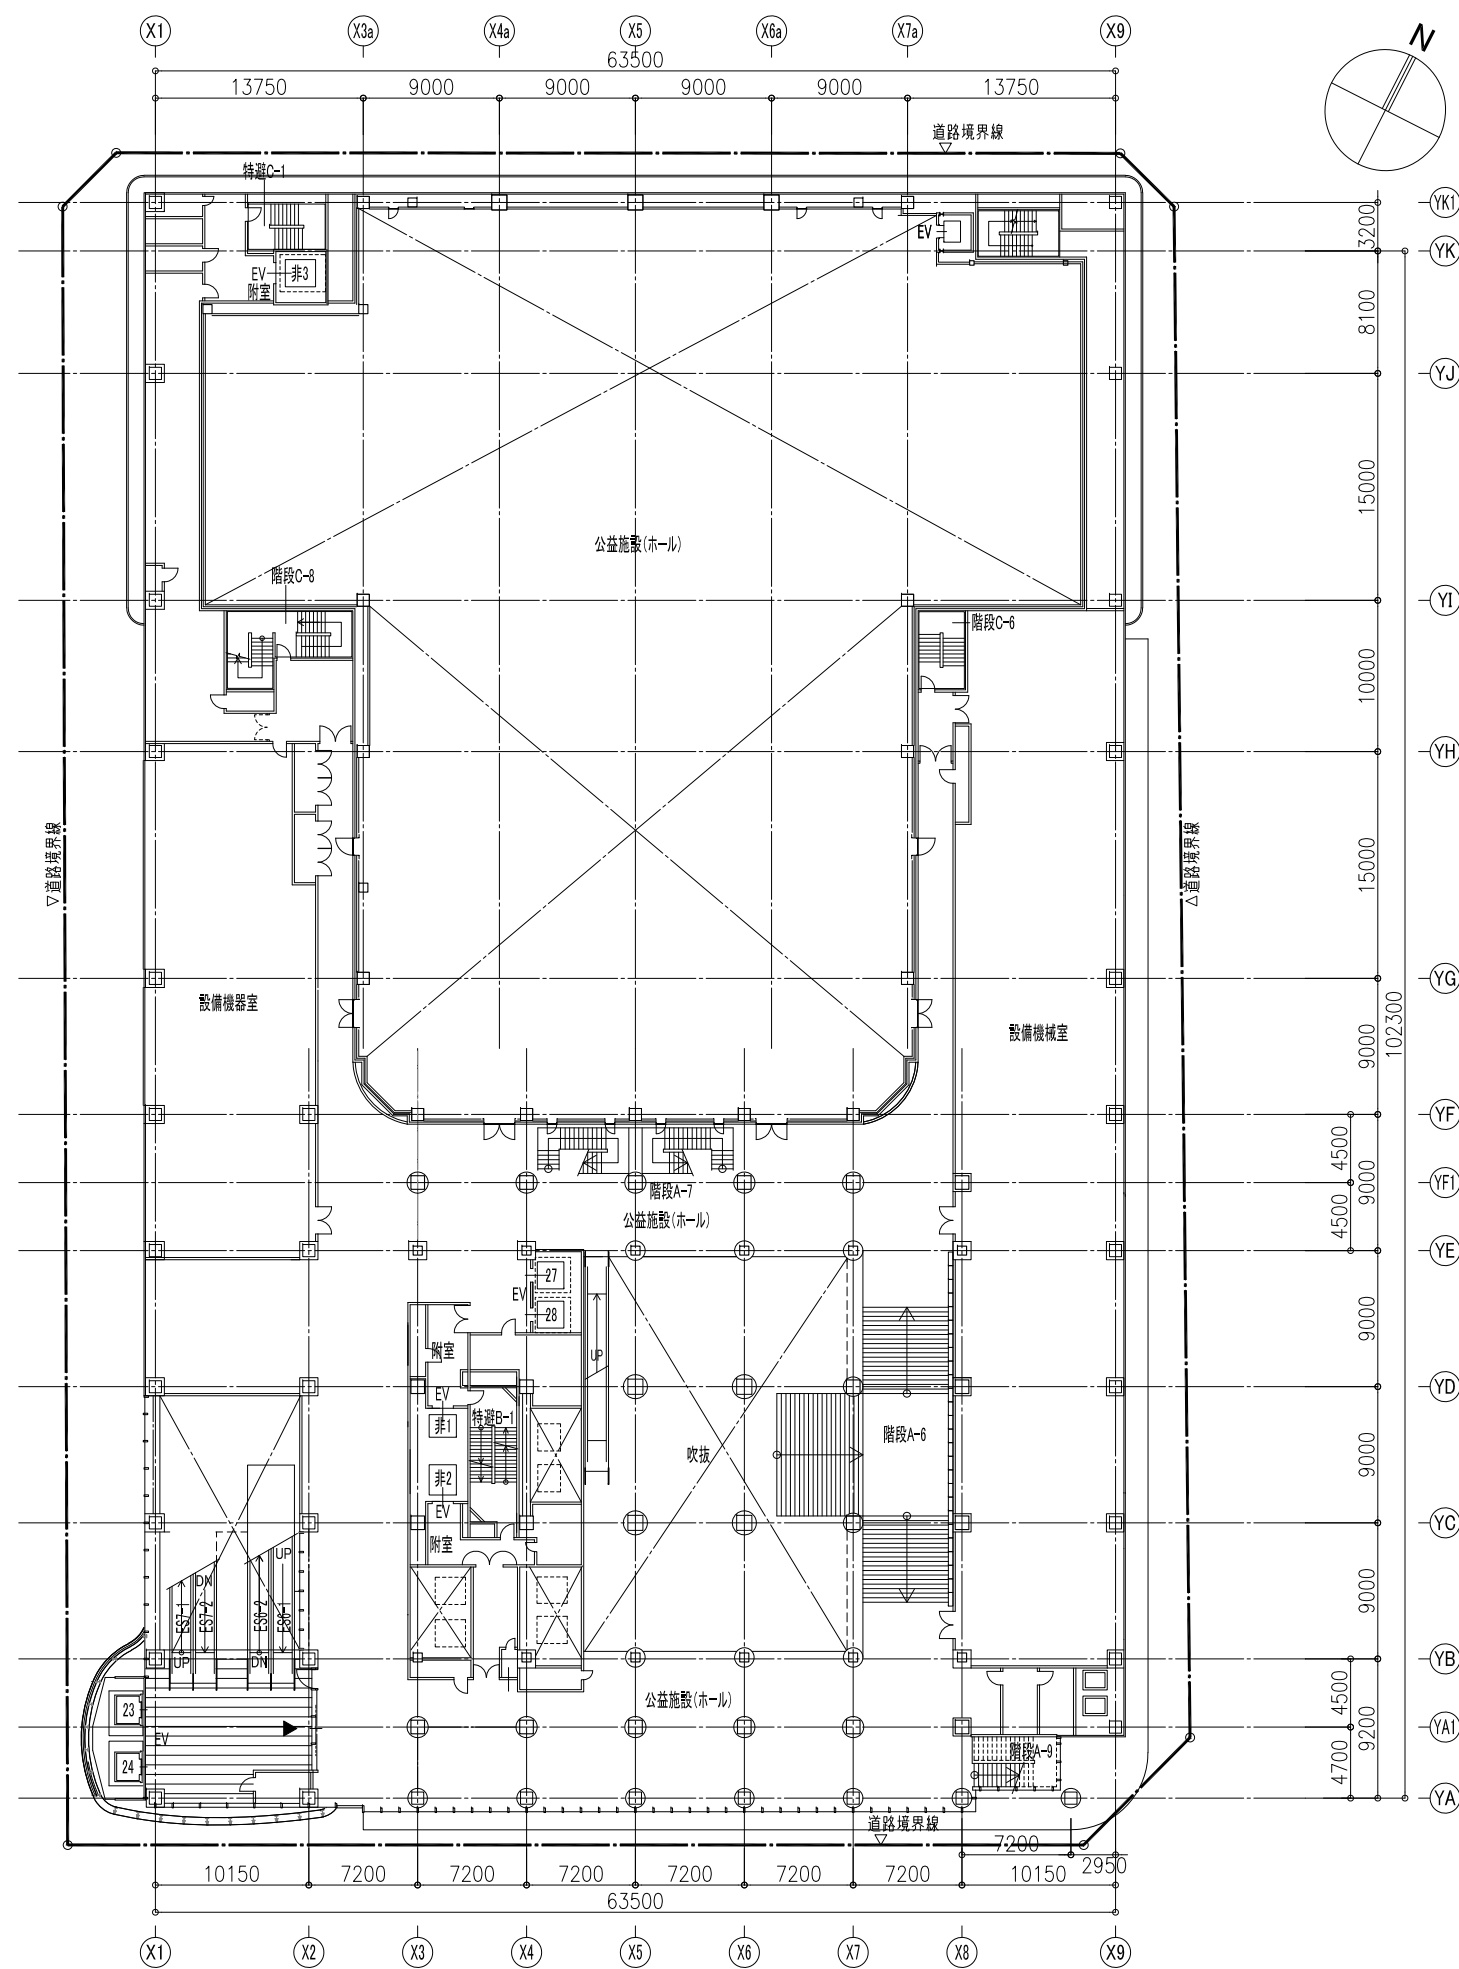 X1 X3a X4a X5 X6a X7a X9
N
63500
13750 9000 9000 9000 9000 13750
道路境界線
特避C-1
YK1
3200
EV
YK
EV 非3
附室
8100
YJ
15000
公益施設(ホール)
階段C-8
YI
階段C-6
10000
YH
▽道路境界線
△道路境界線
15000
YG
設備機器室
設備機械室
102300
9000
YF
4500
9000
YF1
階段A-7
公益施設(ホール)
4500
YE
27
EV
28
9000
UP
附室
YD
EV
非1
特避B-1
階段A-6
吹抜
9000
非2
EV
YC
附室
UP
DN
ES7-1
ES7-2
ES6-2
ES6-1
9000
UP
DN
YB
公益施設(ホール)
4500
23
EV
YA1
9200
24
階段A-9
4700
YA
道路境界線
7200
2950
10150 7200 7200 7200 7200 7200 7200 10150
63500
X1 X2 X3 X4 X5 X6 X7 X8 X9